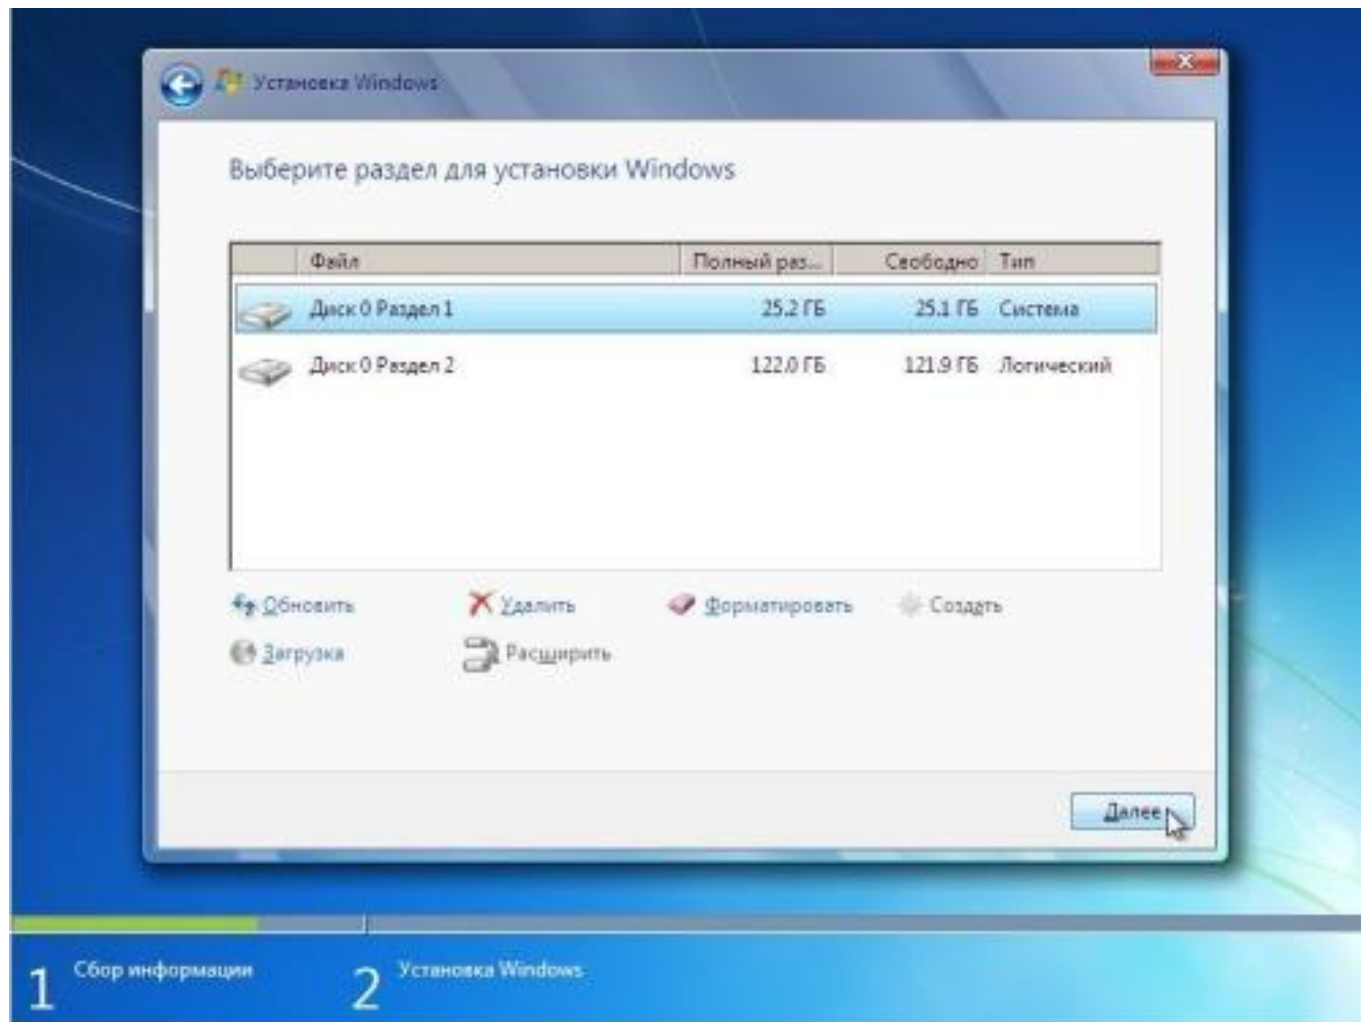 Установка Windows
Выберите раздел для установки Windows
Файл Полный раз... Свободно Тип
Диск 0 Раздел 1 25.2 ГБ 25.1 ГБ Система
Диск 0 Раздел 2 122.0 ГБ 121.9 ГБ Логический
Обновить Удалить Форматировать Создать
Загрузка Расширить
Далее
1 Сбор информации 2 Установка Windows